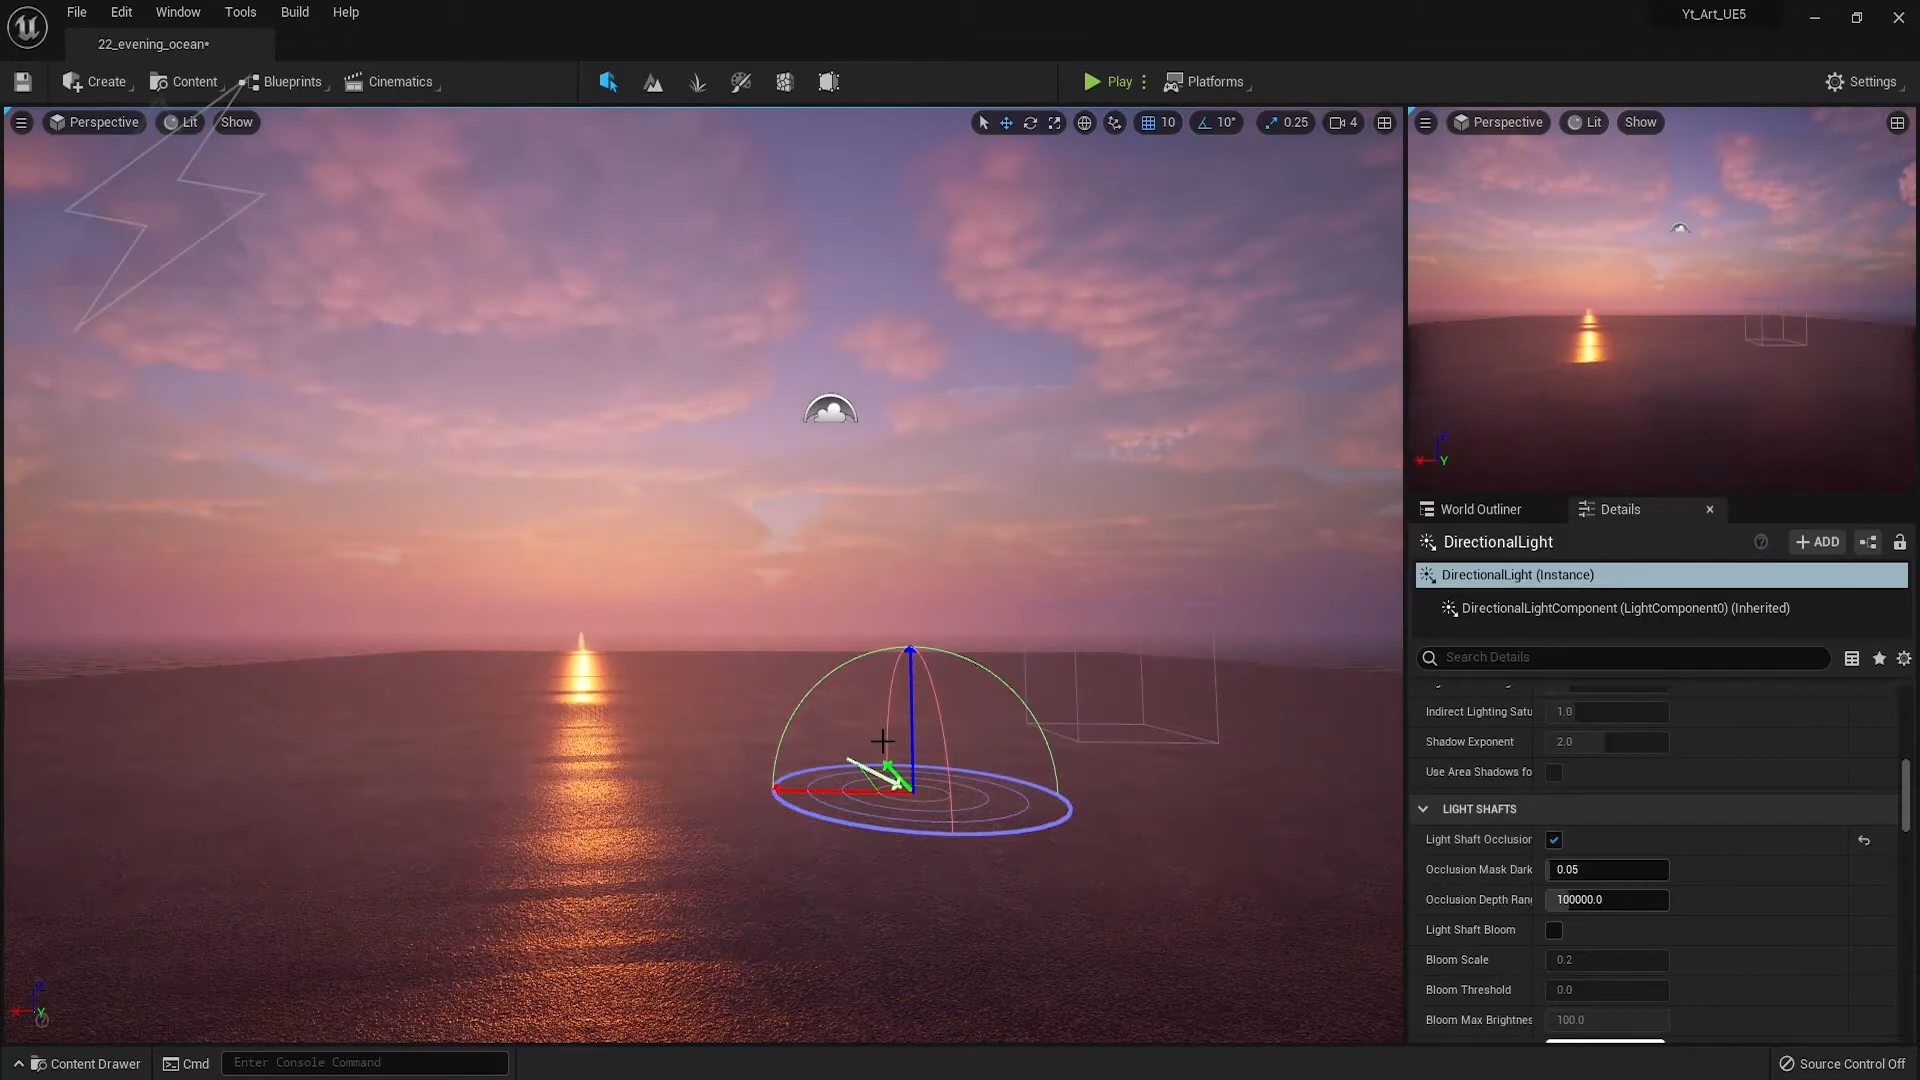 File Edit Window Tools Build Help
Yt_Art_UE5
22_evening_ocean*
Create Content Blueprints Cinematics Play Platforms Settings
Perspective Lit Show 10 10° 0.25 4
Perspective Lit Show
Z
X Y
World Outliner Details
DirectionalLight ADD
DirectionalLight (Instance)
DirectionalLightComponent (LightComponent0) (Inherited)
Search Details
Indirect Lighting Satu 1.0
Shadow Exponent 2.0
Use Area Shadows fo
LIGHT SHAFTS
Light Shaft Occlusion
Occlusion Mask Dark 0.05
Occlusion Depth Rang 100000.0
Light Shaft Bloom
Bloom Scale 0.2
Bloom Threshold 0.0
Bloom Max Brightnes 100.0
Z
X Y
Content Drawer Cmd Enter Console Command Source Control Off